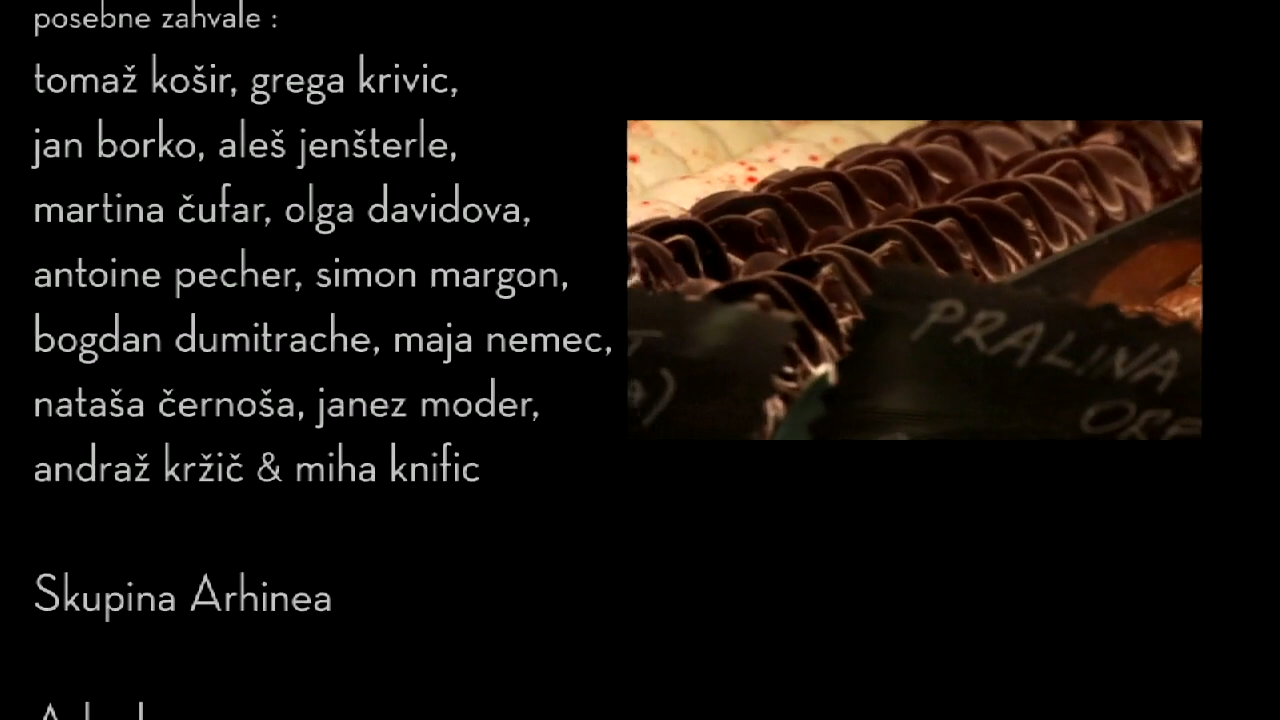 posebne zahvale :
tomaž košir, grega krivic,
jan borko, aleš jenšterle,
martina čufar, olga davidova,
antoine pecher, simon margon,
bogdan dumitrache, maja nemec,
nataša černoša, janez moder,
andraž kržič & miha knific
Skupina Arhinea
PRALINA